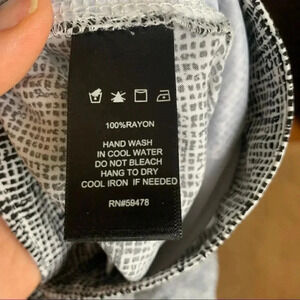 100%RAYON
HAND WASH
IN COOL WATER
DO NOT BLEACH
HANG TO DRY
COOL IRON IF NEEDED
RN#59478